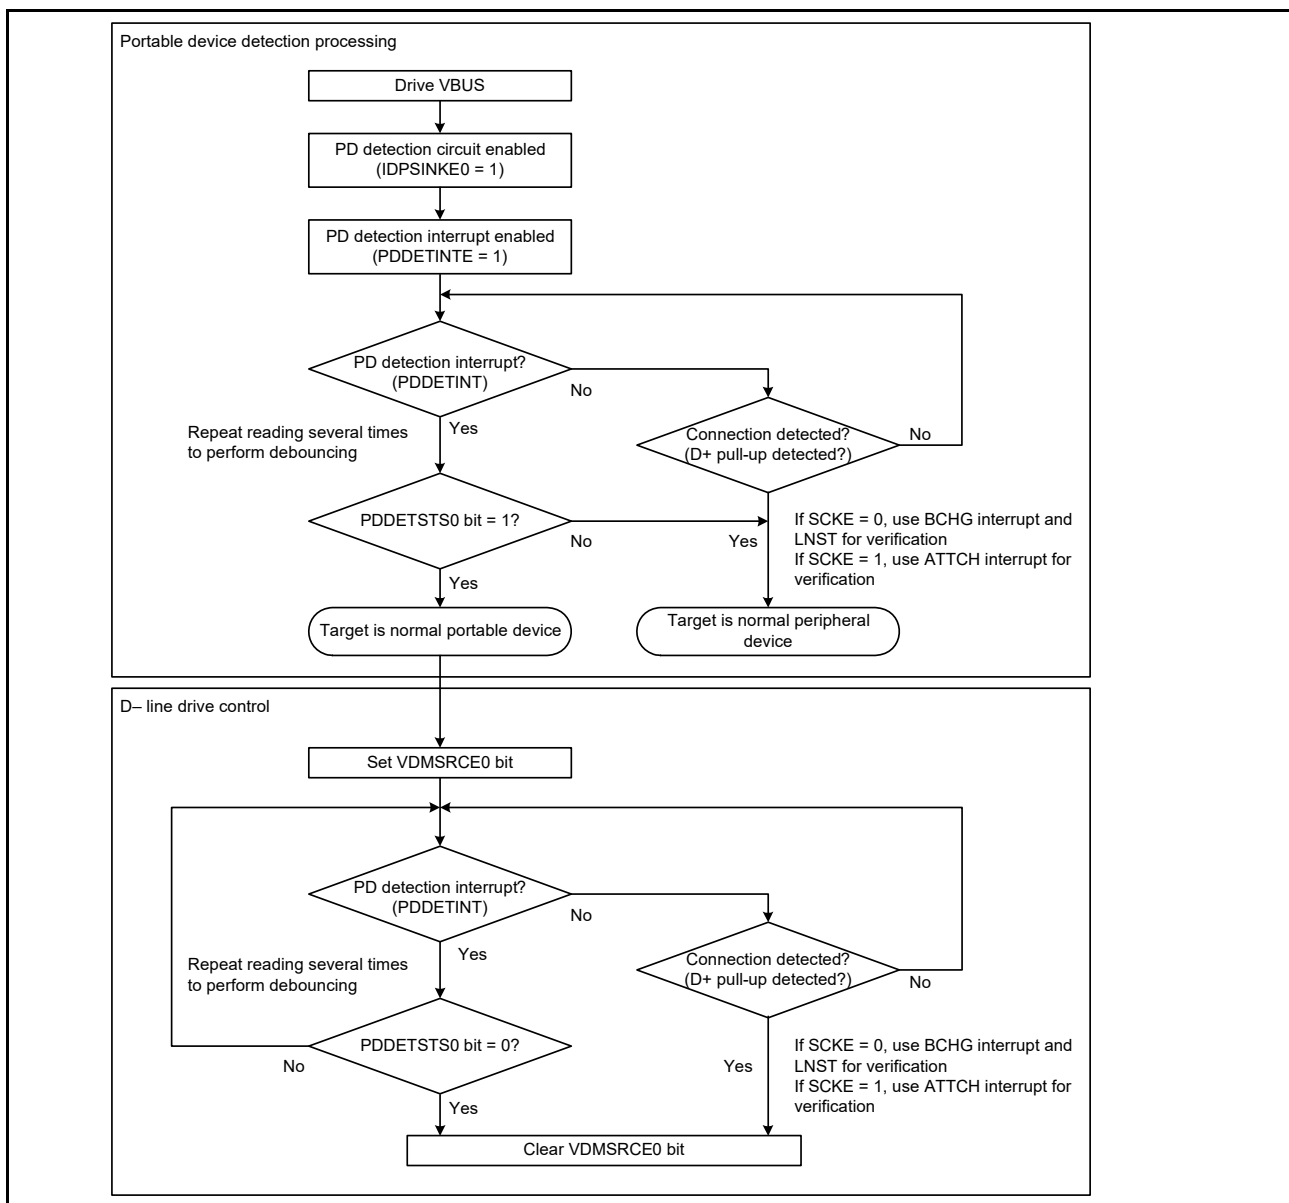 Portable device detection processing
Drive VBUS
PD detection circuit enabled
(IDPSINKE0 = 1)
PD detection interrupt enabled
(PDDETINTE = 1)
PD detection interrupt?
(PDDETINT)
No
Yes
Repeat reading several times
to perform debouncing
Connection detected?
(D+ pull-up detected?)
No
PDDETSTS0 bit = 1?
No
Yes
If SCKE = 0, use BCHG interrupt and
LNST for verification
If SCKE = 1, use ATTCH interrupt for
verification
Yes
Target is normal portable device
Target is normal peripheral
device
D– line drive control
Set VDMSRCE0 bit
PD detection interrupt?
(PDDETINT)
No
Yes
Repeat reading several times
to perform debouncing
Connection detected?
(D+ pull-up detected?)
No
PDDETSTS0 bit = 0?
No
Yes
If SCKE = 0, use BCHG interrupt and
LNST for verification
If SCKE = 1, use ATTCH interrupt for
verification
Yes
Clear VDMSRCE0 bit